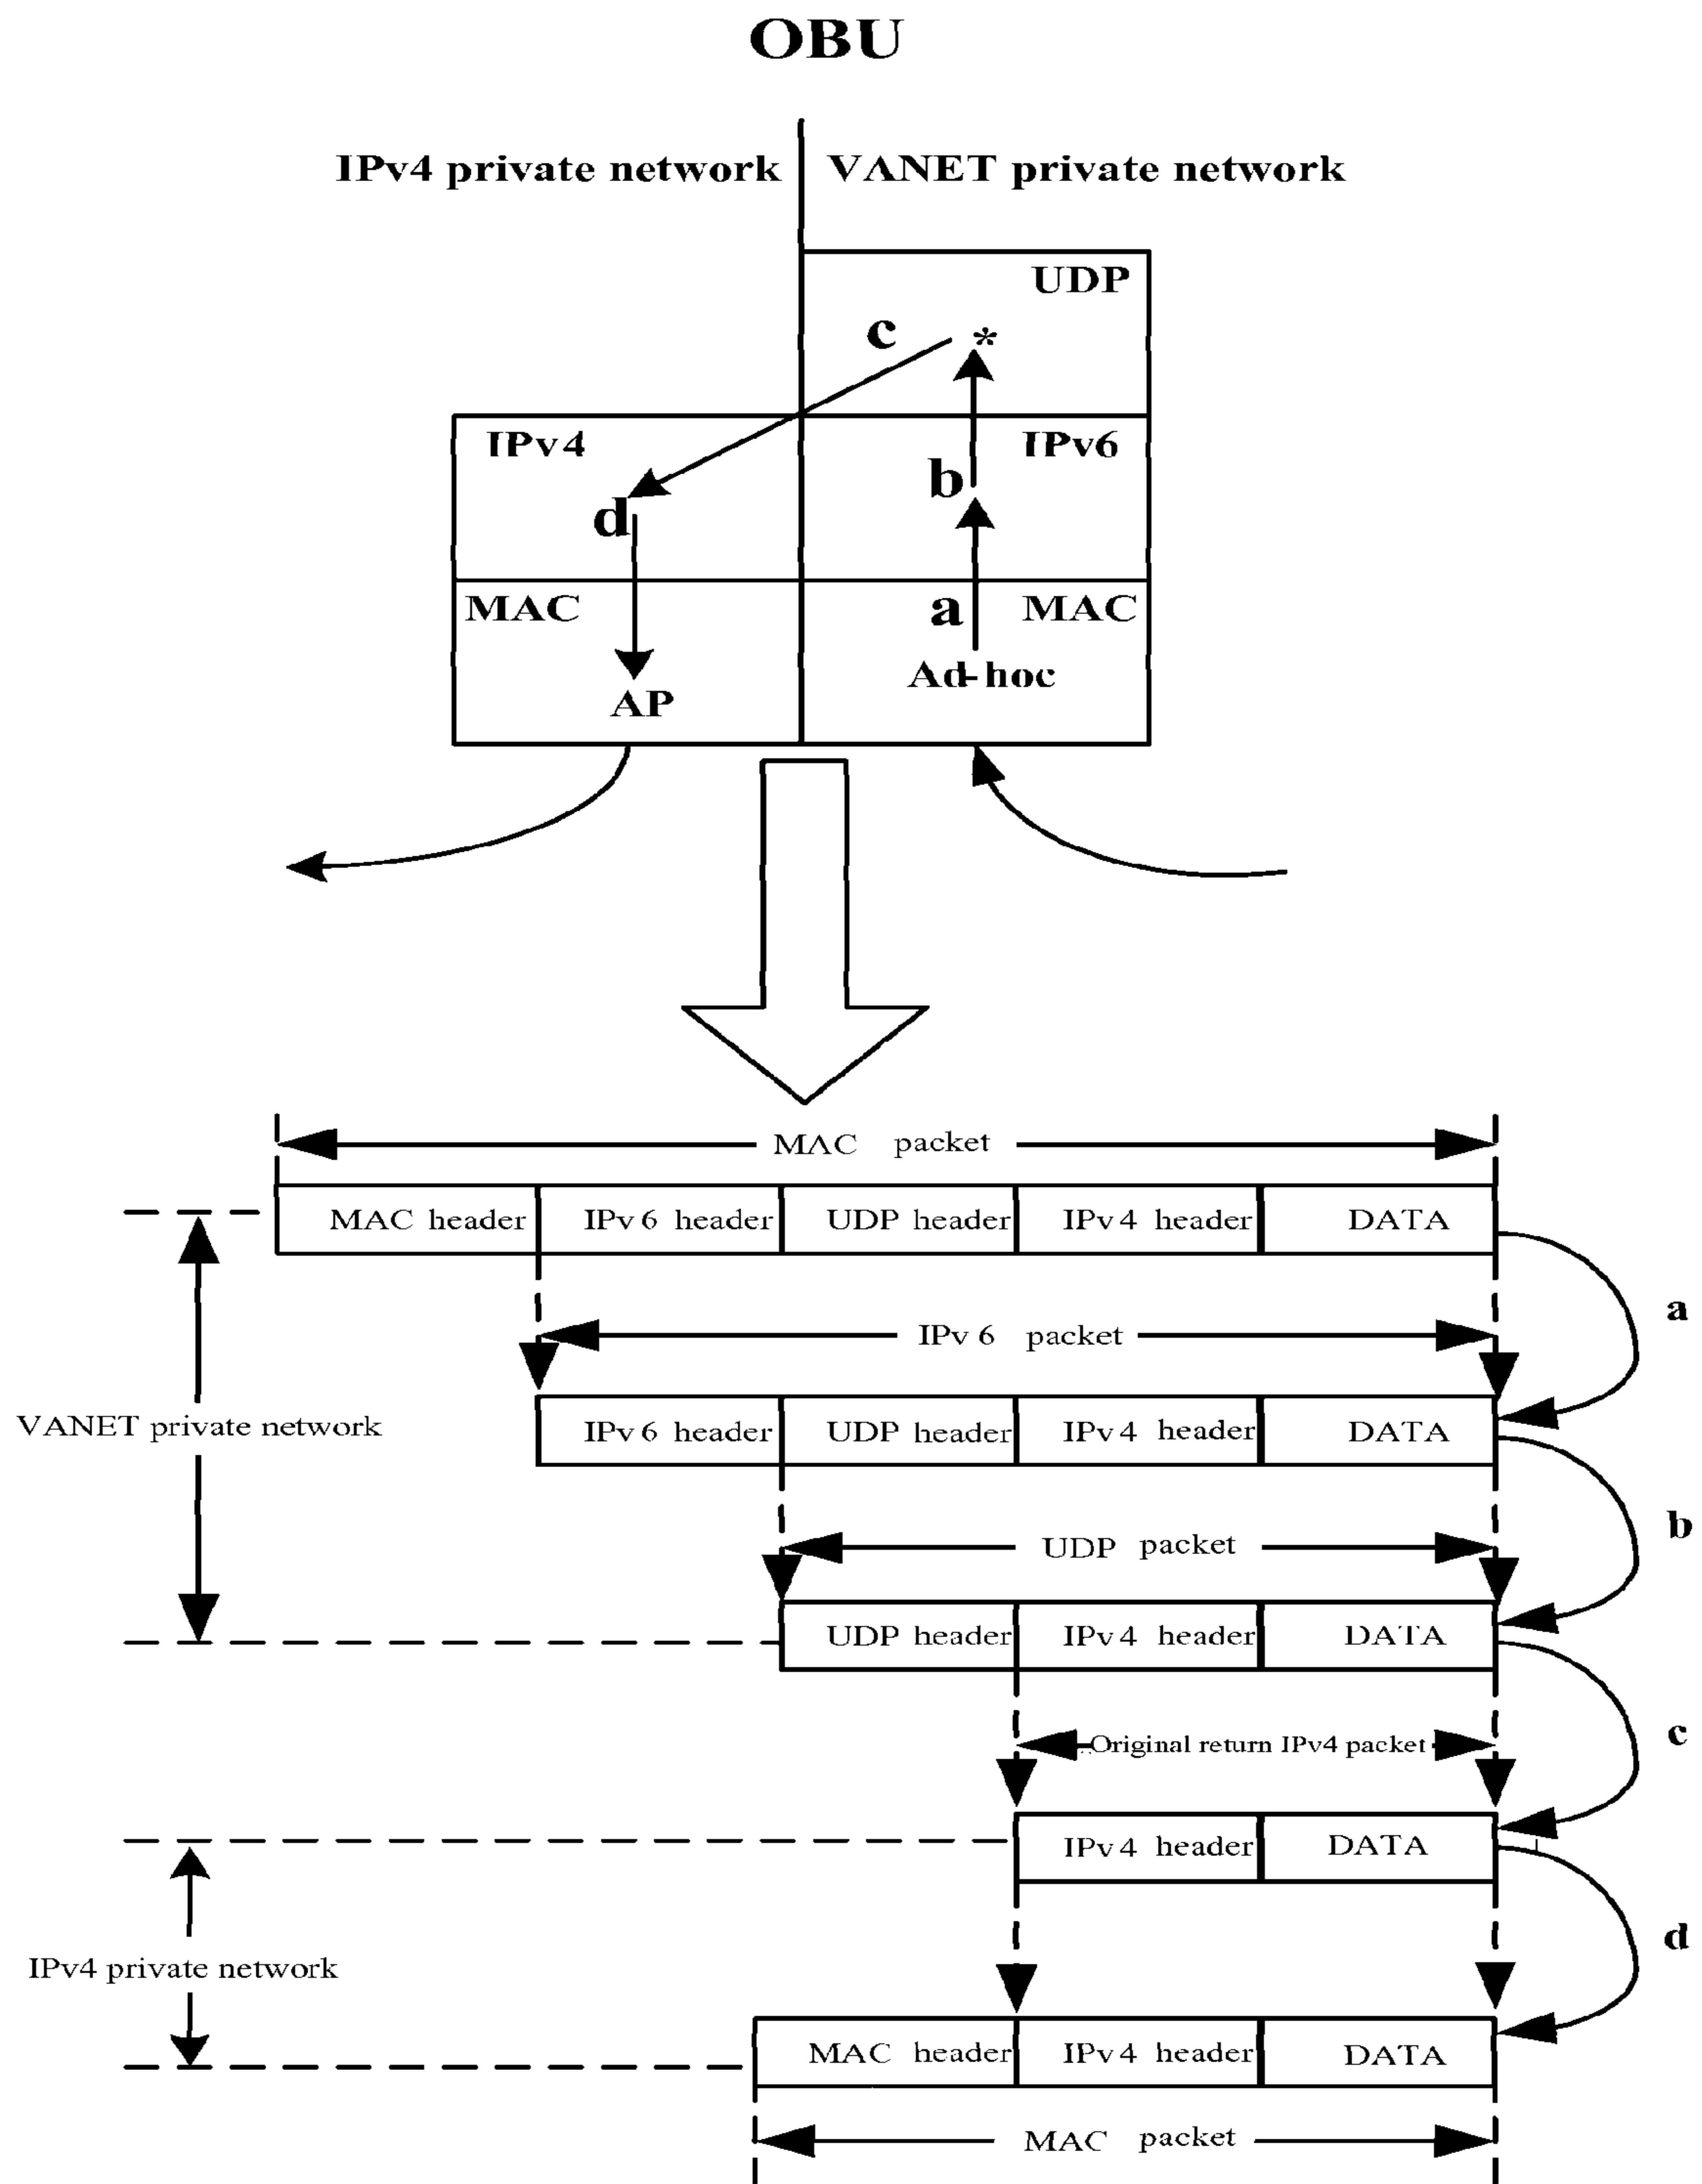 OBU
IPv4 private network VANET private network
UDP
c *
IPv4 IPv6
b
d
MAC a MAC
Ad-hoc
AP
MAC packet
MAC header IPv6 header UDP header IPv4 header DATA
a
IPv6 packet
VANET private network
IPv6 header UDP header IPv4 header DATA
b
UDP packet
UDP header IPv4 header DATA
c
Original return IPv4 packet
IPv4 header DATA
d
IPv4 private network
MAC header IPv4 header DATA
MAC packet